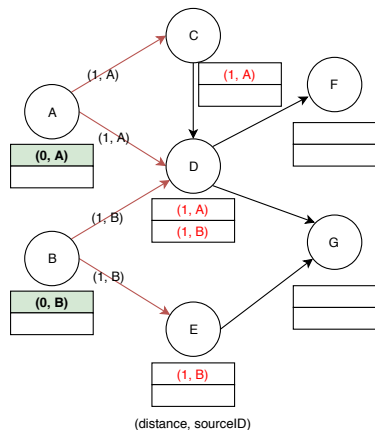 C
(1, A)
(1, A)
F
A
(1, A)
(0, A)
D
(1, A)
(1, B)
(1, B)
G
B
(1, B)
(0, B)
E
(1, B)
(distance, sourceID)